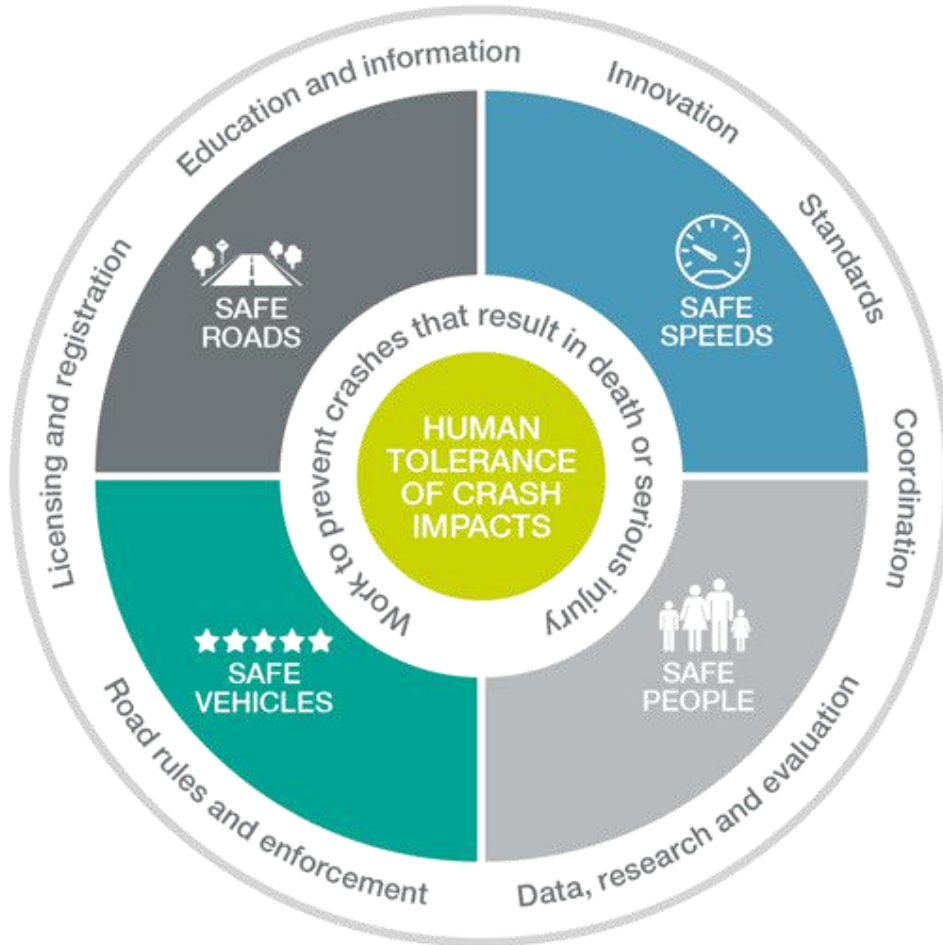 Education and information
Innovation
Standards
Coordination
Data, research and evaluation
Road rules and enforcement
Licensing and registration
SAFE
ROADS
SAFE
SPEEDS
SAFE
VEHICLES
SAFE
PEOPLE
Work to prevent crashes that result in death or serious injury
HUMAN
TOLERANCE
OF CRASH
IMPACTS